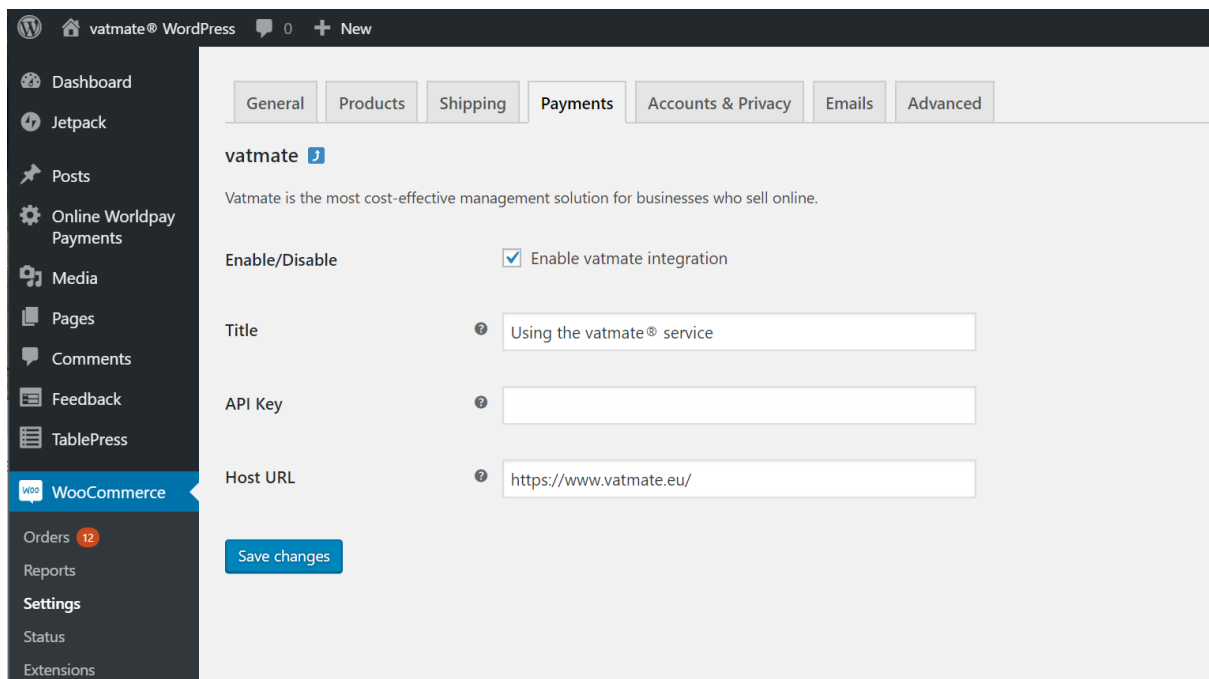 vatmate® WordPress 0 New
Dashboard
Jetpack
Posts
Online Worldpay
Payments
Media
Pages
Comments
Feedback
TablePress
WooCommerce
Orders 12
Reports
Settings
Status
Extensions
General Products Shipping Payments Accounts & Privacy Emails Advanced
vatmate
Vatmate is the most cost-effective management solution for businesses who sell online.
Enable/Disable Enable vatmate integration
Title Using the vatmate® service
API Key
Host URL https://www.vatmate.eu/
Save changes